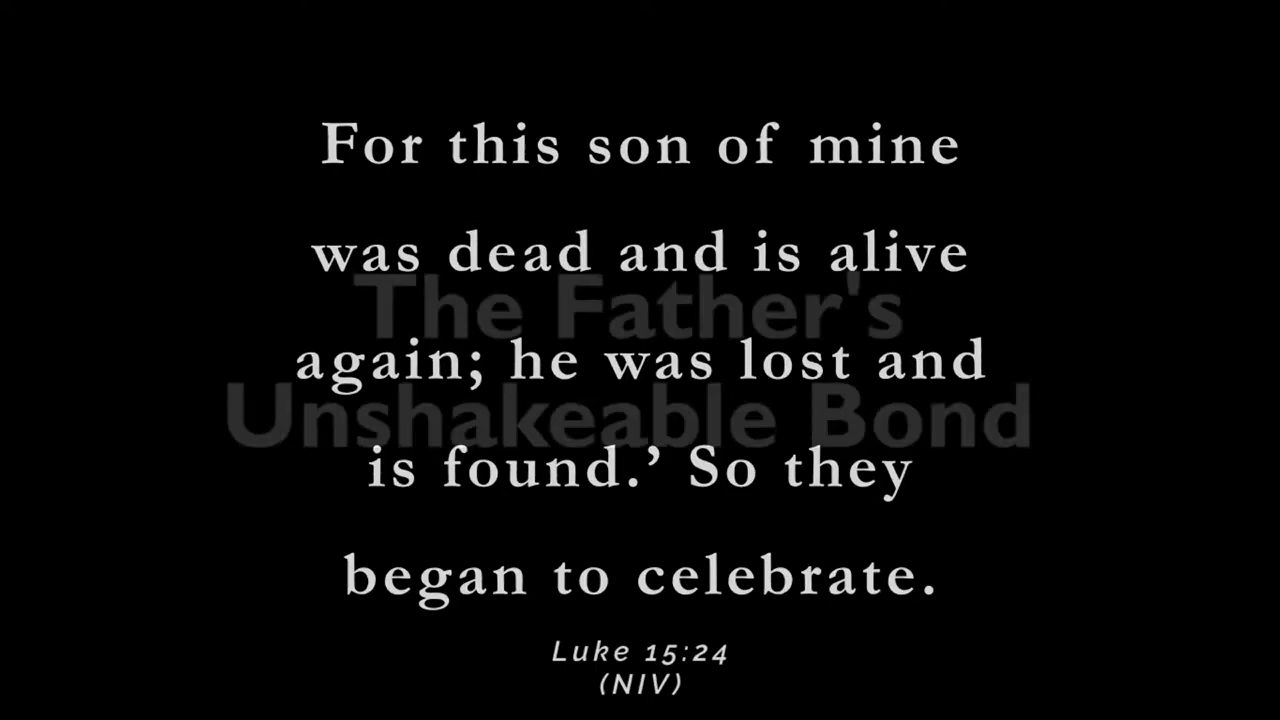 For this son of mine
was dead and is alive
The Father's
again; he was lost and
Unshakeable Bond
is found.’ So they
began to celebrate.
Luke 15:24
(NIV)